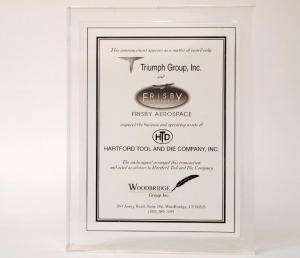 This announcement appears as a matter of record only.
Triumph Group, Inc.
and
FRISBY
FRISBY AEROSPACE
acquired the business and operating assets of
HTD
HARTFORD TOOL AND DIE COMPANY, INC.
The undersigned arranged this transaction
and acted as advisor to Hartford Tool and Die Company
WOODBRIDGE
Group Inc.